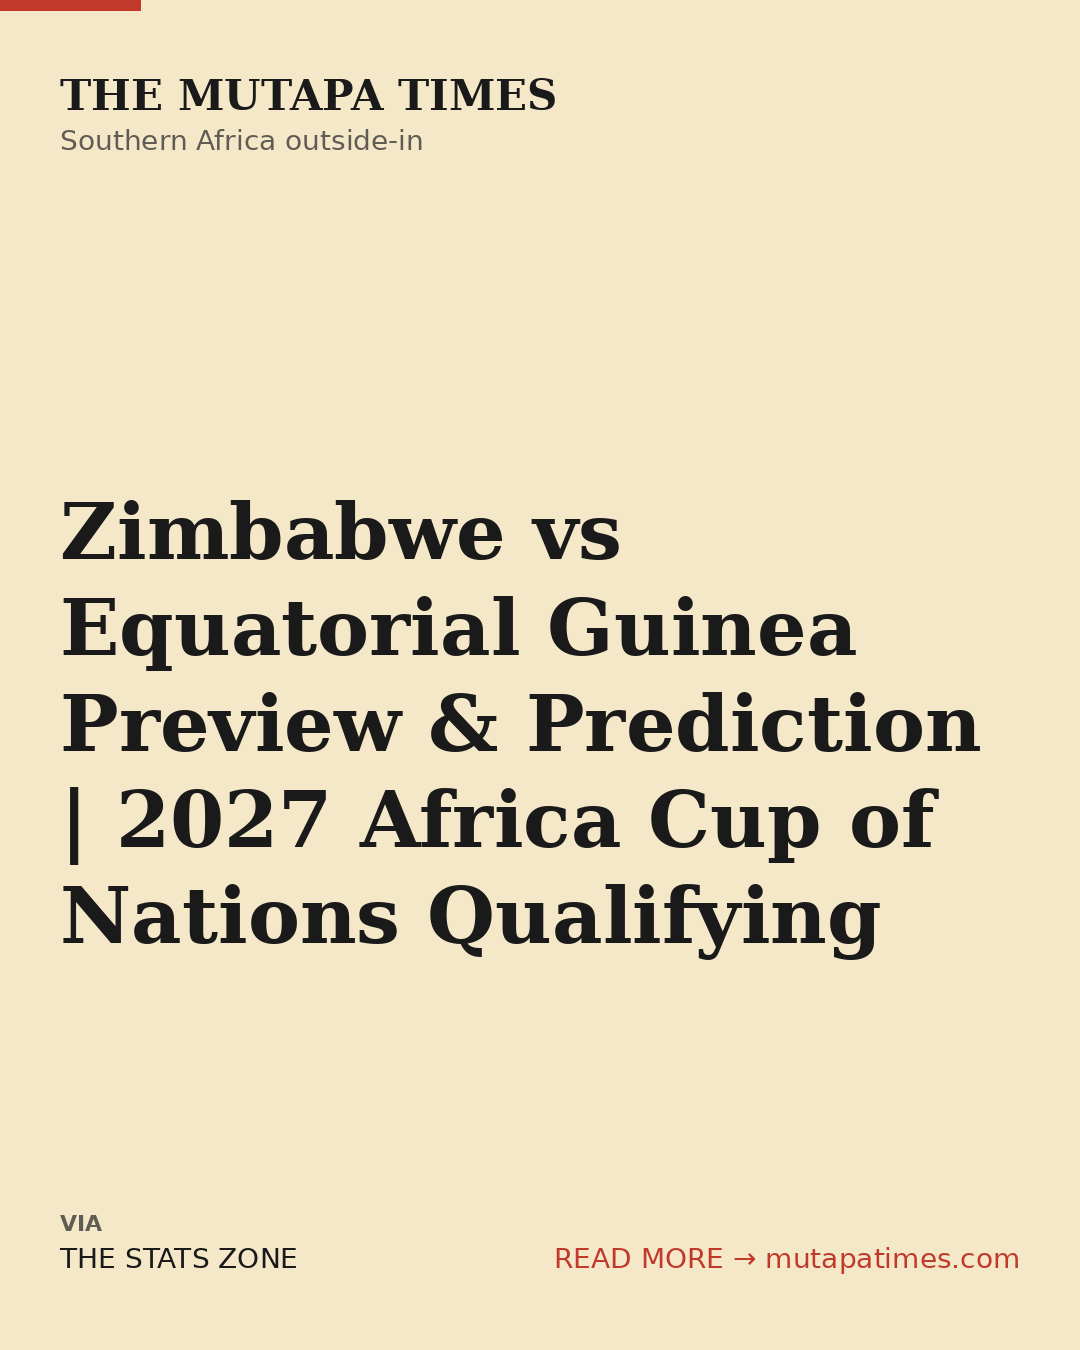 THE MUTAPA TIMES
Southern Africa outside-in
Zimbabwe vs
Equatorial Guinea
Preview & Prediction
| 2027 Africa Cup of
Nations Qualifying
VIA
THE STATS ZONE
READ MORE → mutapatimes.com